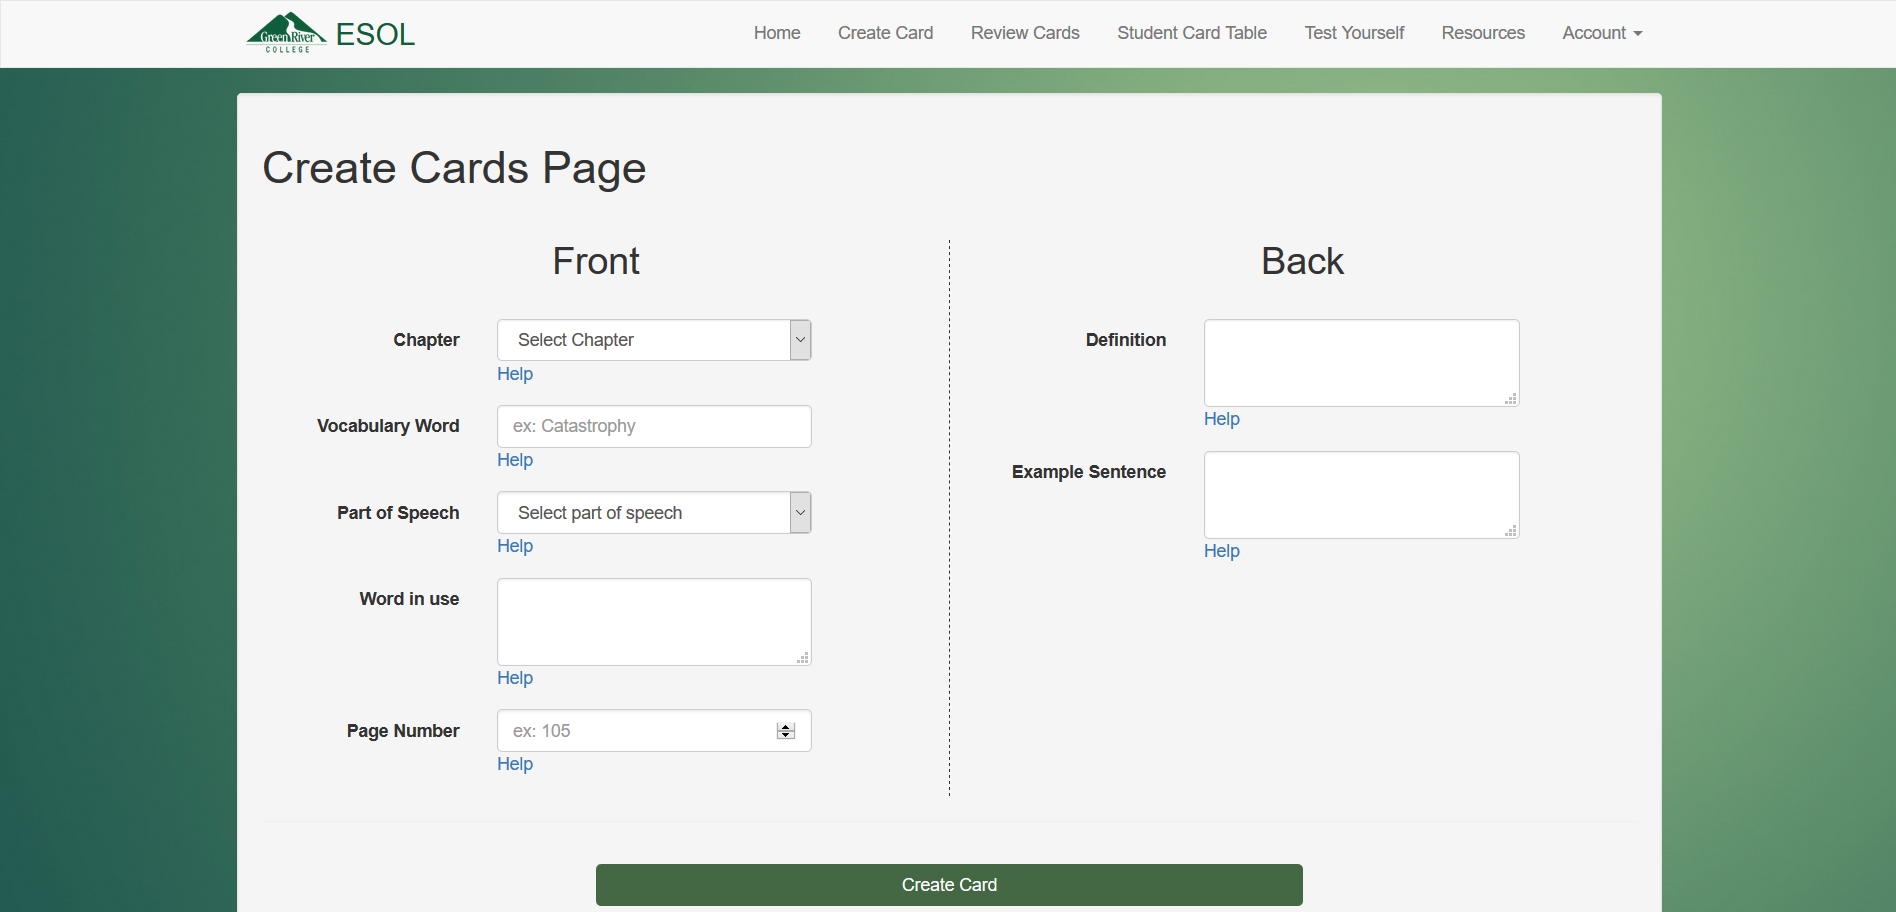 Green River
COLLEGE
ESOL
Home Create Card Review Cards Student Card Table Test Yourself Resources Account
Create Cards Page
Front
Chapter Select Chapter
Help
Vocabulary Word ex: Catastrophy
Help
Part of Speech Select part of speech
Help
Word in use
Help
Page Number ex: 105
Help
Back
Definition
Help
Example Sentence
Help
Create Card